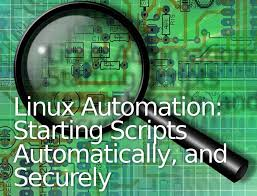 Linux Automation:
Starting Scripts
Automatically, and
Securely